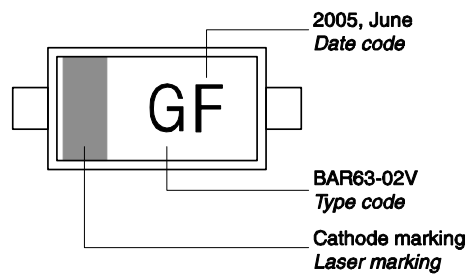 2005, June
Date code
GF
BAR63-02V
Type code
Cathode marking
Laser marking